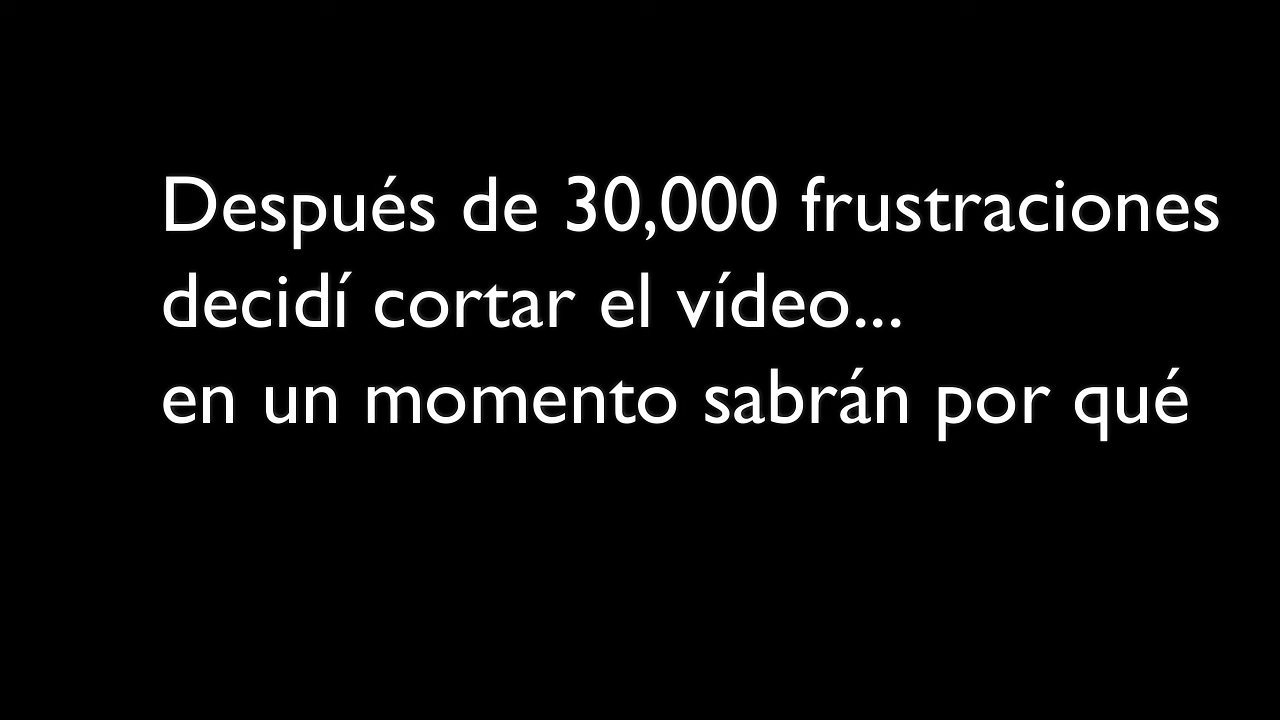 Después de 30,000 frustraciones
decidí cortar el vídeo...
en un momento sabrán por qué